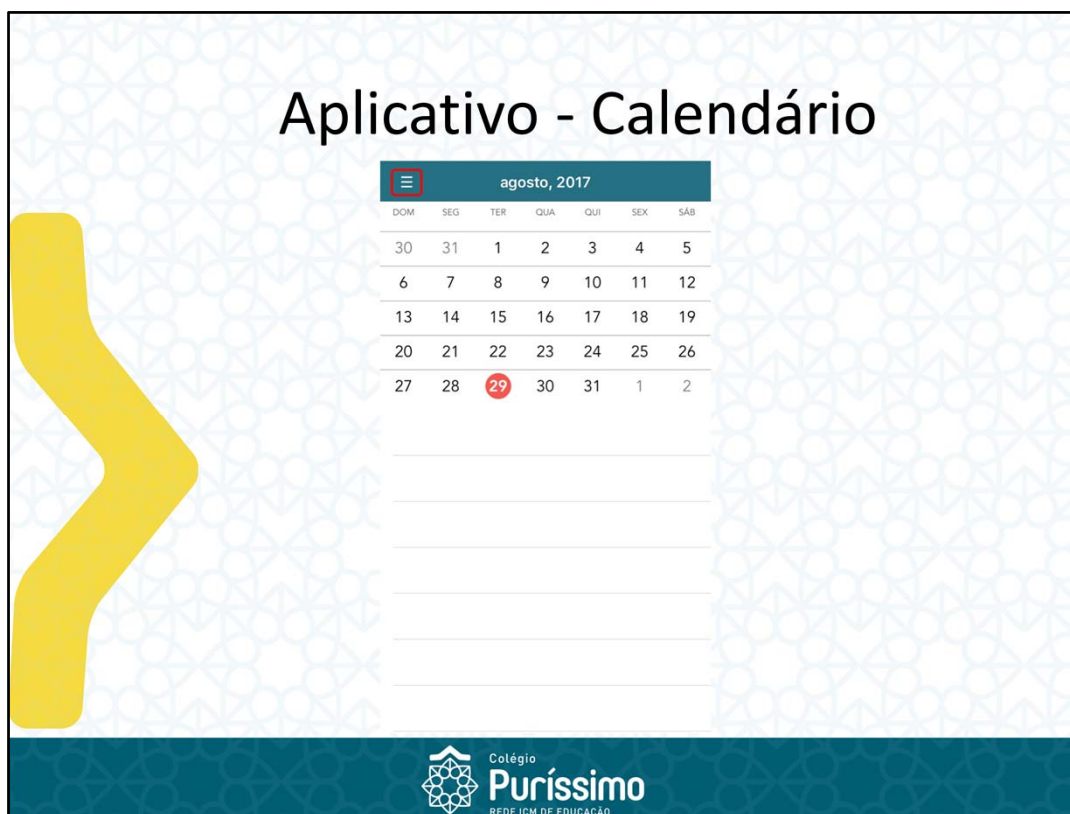 Aplicativo - Calendário
agosto, 2017
DOM SEG TER QUA QUI SEX SÁB
30 31 1 2 3 4 5
6 7 8 9 10 11 12
13 14 15 16 17 18 19
20 21 22 23 24 25 26
27 28 29 30 31 1 2
Colégio
Puríssimo
REDE ICM DE EDUCAÇÃO